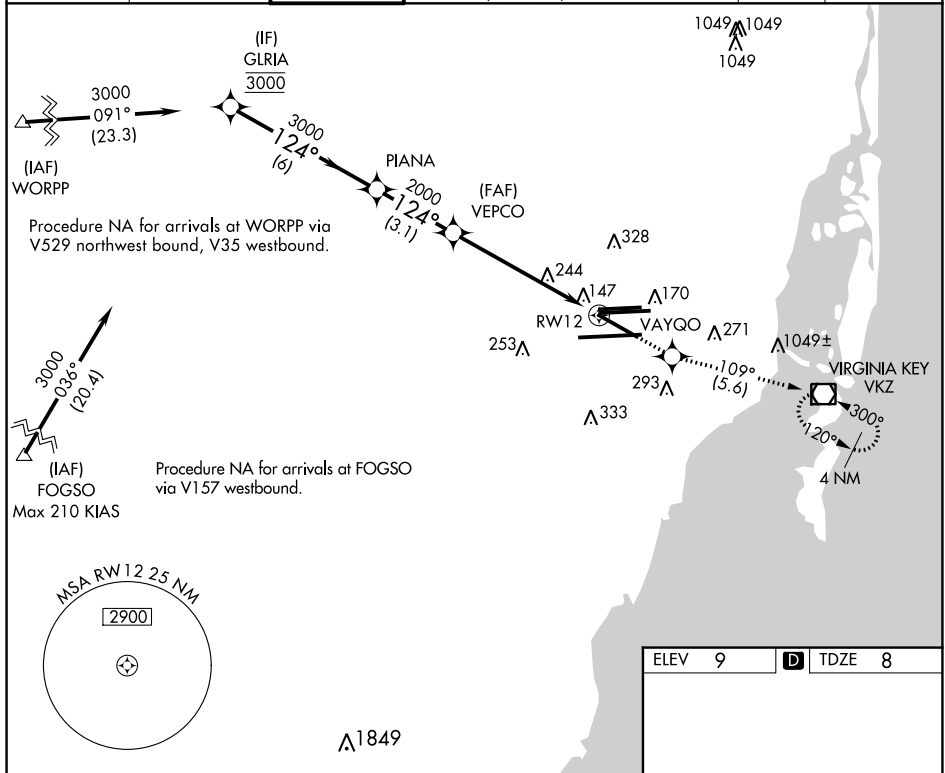 1049 1049
1049
(IF)
GLRIA
3000
3000
091°
(23.3)
(IAF)
WORPP
3000
124°
(6)
PIANA
2000
124°
(3.1)
(FAF)
VEPCO
Procedure NA for arrivals at WORPP via
V529 northwest bound, V35 westbound.
328
244
147
170
RW12
VAYQO
271
253
1049±
109°
(5.6)
VIRGINIA KEY
VKZ
293
333
300°
120°
4 NM
3000
036°
(20.4)
(IAF)
FOGSO
Max 210 KIAS
Procedure NA for arrivals at FOGSO
via V157 westbound.
MSA RW12 25 NM
2900
1849
ELEV 9 D TDZE 8